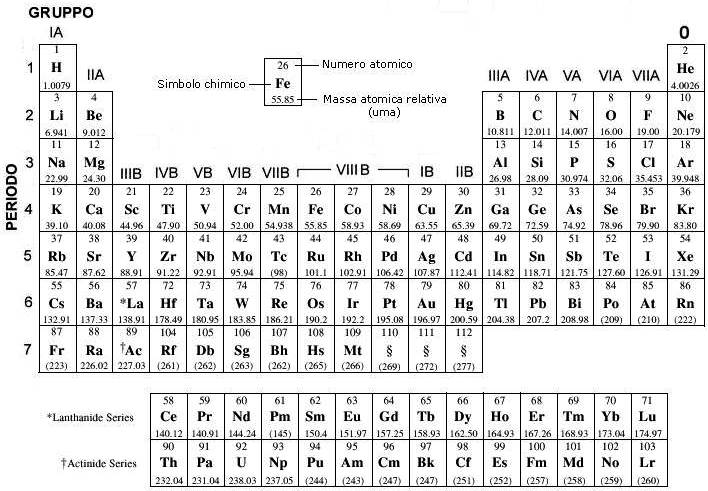 GRUPPO
IA 0
1 2
1 H IIA 26 Numero atomico IIIA IVA VA VIA VIIA He
1.0079 Simbolo chimico Fe 4.0026
3 4 55.85 Massa atomica relativa 5 6 7 8 9 10
2 Li Be (uma) B C N O F Ne
6.941 9.012 10.811 12.011 14.007 16.00 19.00 20.179
11 12 13 14 15 16 17 18
3 Na Mg Al Si P S Cl Ar
22.99 24.30 IIIB IVB VB VIB VIIB VIII B IB IIB 26.98 28.09 30.974 32.06 35.453 39.948
PERIODO
19 20 21 22 23 24 25 26 27 28 29 30 31 32 33 34 35 36
4 K Ca Sc Ti V Cr Mn Fe Co Ni Cu Zn Ga Ge As Se Br Kr
39.10 40.08 44.96 47.90 50.94 52.00 54.938 55.85 58.93 58.69 63.55 65.39 69.72 72.59 74.92 78.96 79.90 83.80
37 38 39 40 41 42 43 44 45 46 47 48 49 50 51 52 53 54
5 Rb Sr Y Zr Nb Mo Tc Ru Rh Pd Ag Cd In Sn Sb Te I Xe
85.47 87.62 88.91 91.22 92.91 95.94 (98) 101.1 102.91 106.42 107.87 112.41 114.82 118.71 121.75 127.60 126.91 131.29
55 56 57 72 73 74 75 76 77 78 79 80 81 82 83 84 85 86
6 Cs Ba *La Hf Ta W Re Os Ir Pt Au Hg Tl Pb Bi Po At Rn
132.91 137.33 138.91 178.49 180.95 183.85 186.21 190.2 192.2 195.08 196.97 200.59 204.38 207.2 208.98 (209) (210) (222)
87 88 89 104 105 106 107 108 109 110 111 112
7 Fr Ra †Ac Rf Db Sg Bh Hs Mt § § §
(223) 226.02 227.03 (261) (262) (263) (262) (265) (266) (269) (272) (277)
58 59 60 61 62 63 64 65 66 67 68 69 70 71
*Lanthanide Series Ce Pr Nd Pm Sm Eu Gd Tb Dy Ho Er Tm Yb Lu
140.12 140.91 144.24 (145) 150.4 151.97 157.25 158.93 162.50 164.93 167.26 168.93 173.04 174.97
90 91 92 93 94 95 96 97 98 99 100 101 102 103
†Actinide Series Th Pa U Np Pu Am Cm Bk Cf Es Fm Md No Lr
232.04 231.04 238.03 237.05 (244) (243) (247) (247) (251) (252) (257) (258) (259) (260)